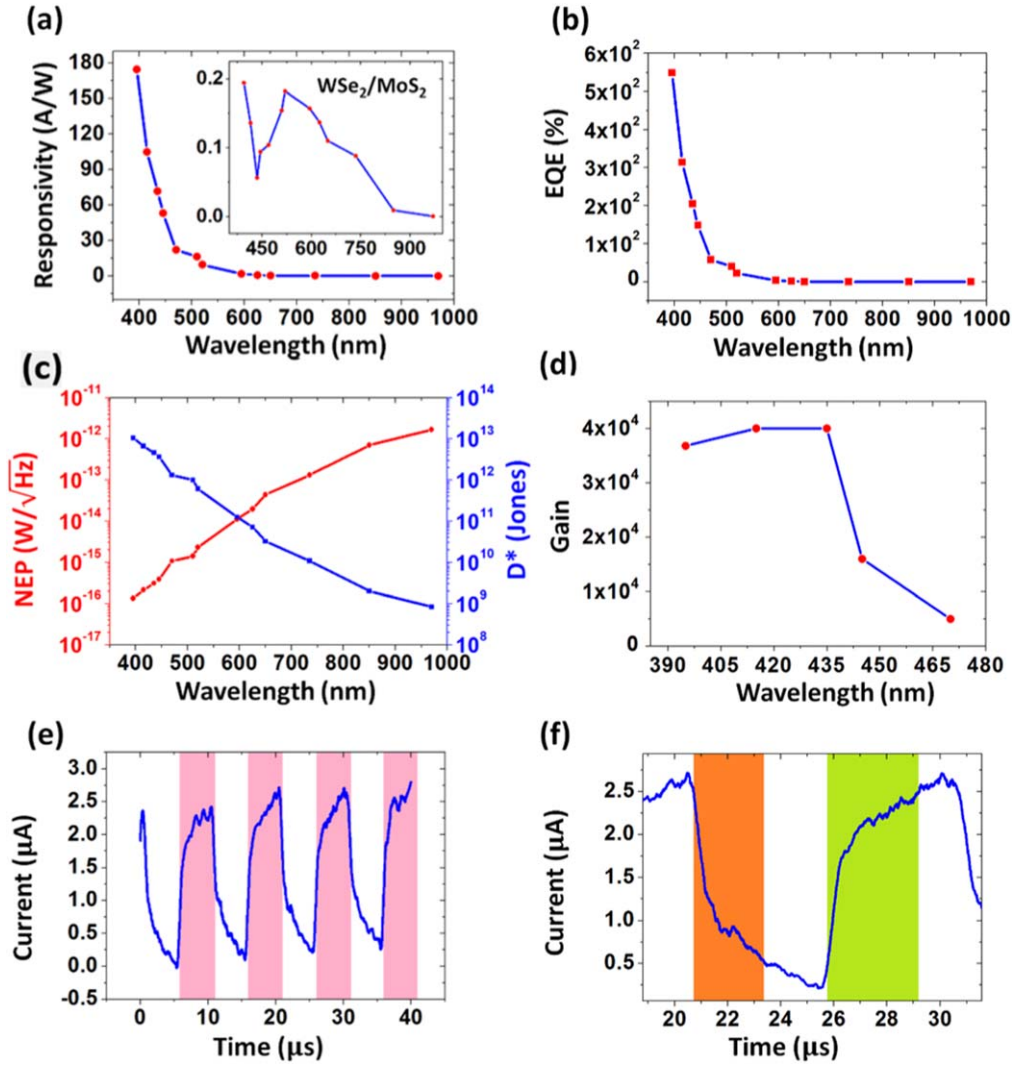 (a)
Responsivity (A/W)
180
150
120
90
60
30
0
WSe₂/MoS₂
0.2
0.1
0.0
450 600 750 900
400 500 600 700 800 900 1000
Wavelength (nm)
(b)
EQE (%)
6x10²
5x10²
4x10²
3x10²
2x10²
1x10²
0
400 500 600 700 800 900 1000
Wavelength (nm)
(c)
NEP (W/√Hz)
10⁻¹¹
10⁻¹²
10⁻¹³
10⁻¹⁴
10⁻¹⁵
10⁻¹⁶
10⁻¹⁷
10¹⁴
10¹³
10¹²
10¹¹
10¹⁰
10⁹
10⁸
D* (Jones)
400 500 600 700 800 900 1000
Wavelength (nm)
(d)
Gain
4x10⁴
3x10⁴
2x10⁴
1x10⁴
0
390 405 420 435 450 465 480
Wavelength (nm)
(e)
Current (μA)
3.0
2.5
2.0
1.5
1.0
0.5
0.0
-0.5
0 10 20 30 40
Time (μs)
(f)
Current (μA)
2.5
2.0
1.5
1.0
0.5
20 22 24 26 28 30
Time (μs)